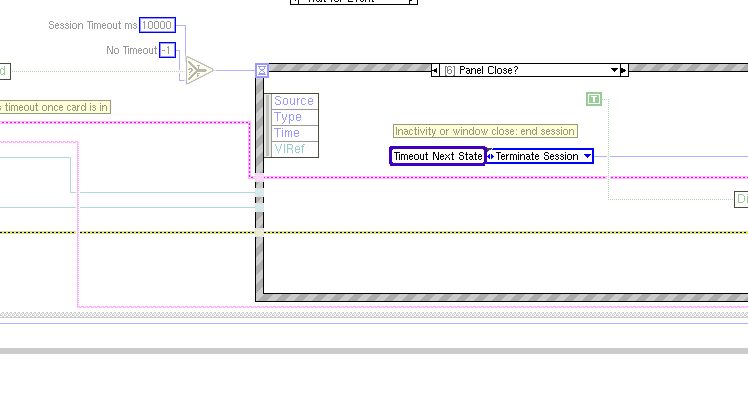 Wait for Event
Session Timeout ms 10000
No Timeout -1
d
[6] Panel Close?
Source
Type
Time
VIRef
s timeout once card is in
T
Inactivity or window close: end session
Timeout Next State Terminate Session
Di